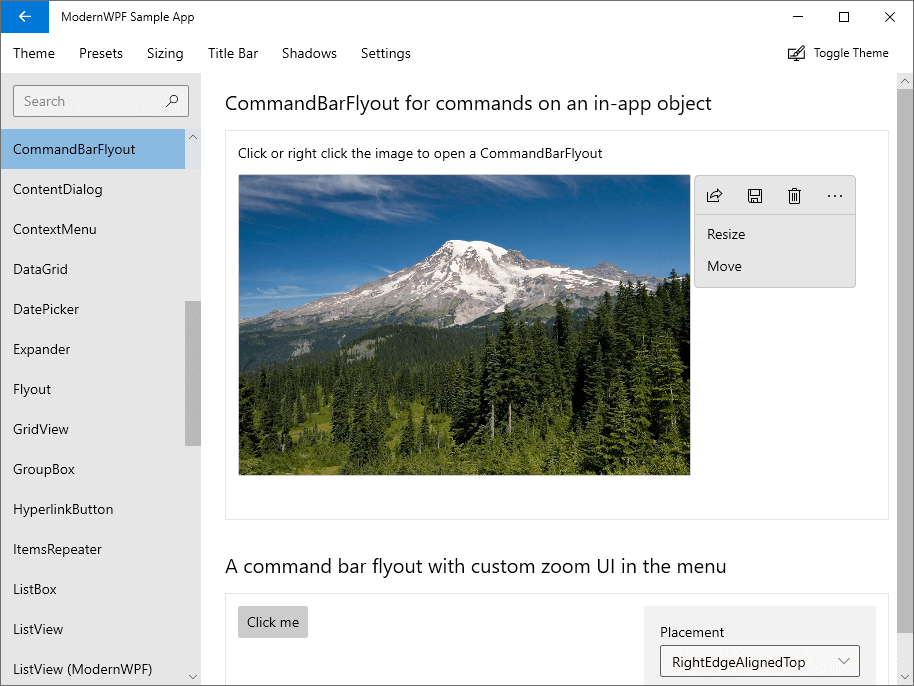 ModernWPF Sample App
Theme Presets Sizing Title Bar Shadows Settings Toggle Theme
Search
CommandBarFlyout
ContentDialog
ContextMenu
DataGrid
DatePicker
Expander
Flyout
GridView
GroupBox
HyperlinkButton
ItemsRepeater
ListBox
ListView
ListView (ModernWPF)
CommandBarFlyout for commands on an in-app object
Click or right click the image to open a CommandBarFlyout
Resize
Move
A command bar flyout with custom zoom UI in the menu
Click me
Placement
RightEdgeAlignedTop